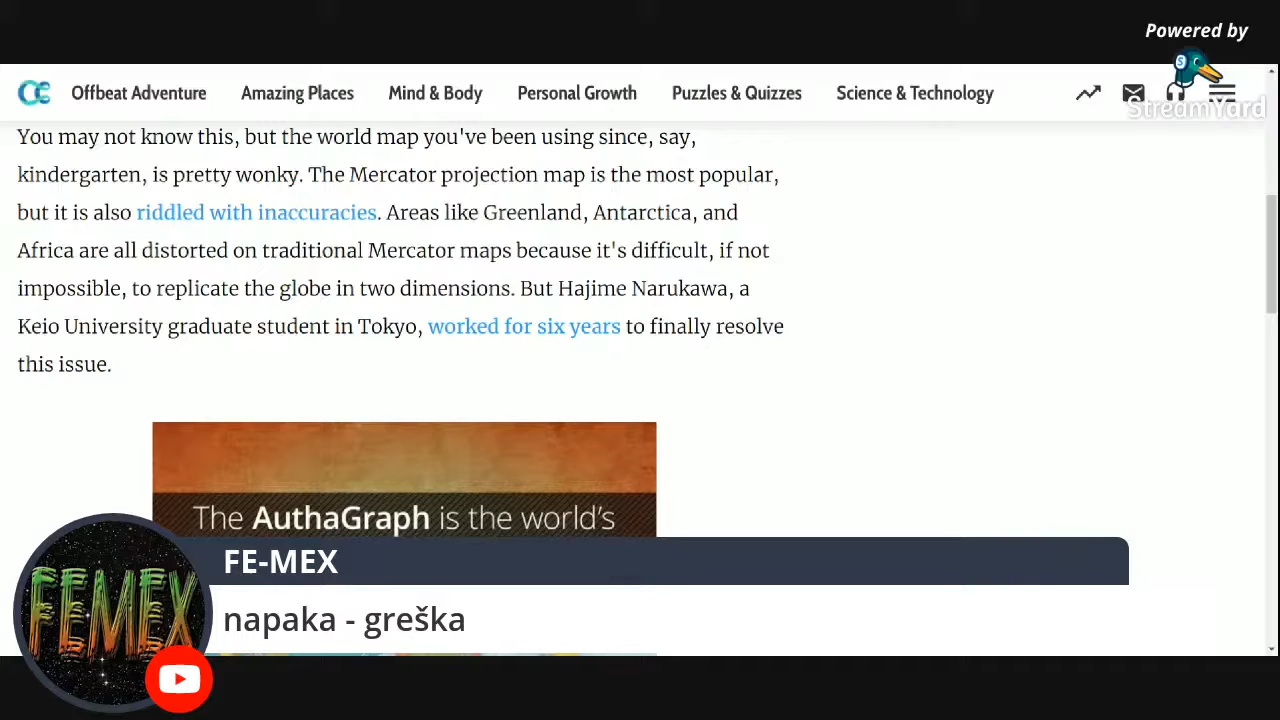 Powered by
StreamYard
Offbeat Adventure Amazing Places Mind & Body Personal Growth Puzzles & Quizzes Science & Technology
You may not know this, but the world map you've been using since, say,
kindergarten, is pretty wonky. The Mercator projection map is the most popular,
but it is also riddled with inaccuracies. Areas like Greenland, Antarctica, and
Africa are all distorted on traditional Mercator maps because it's difficult, if not
impossible, to replicate the globe in two dimensions. But Hajime Narukawa, a
Keio University graduate student in Tokyo, worked for six years to finally resolve
this issue.
The AuthaGraph is the world's
FE-MEX
FEMEX
napaka - greška